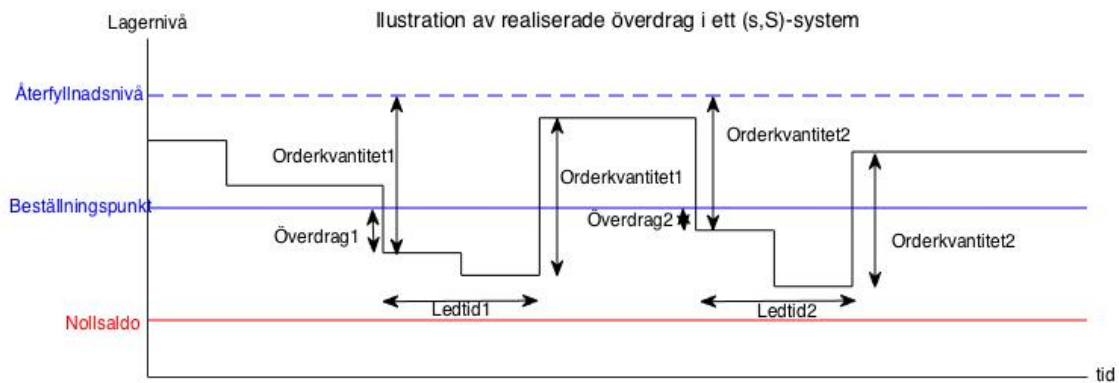 Ilustration av realiserade överdrag i ett (s,S)-system
Lagernivå
Återfyllnadsnivå
Orderkvantitet2
Orderkvantitet1
Orderkvantitet1
Beställningspunkt
Överdrag2
Överdrag1
Orderkvantitet2
Ledtid1
Ledtid2
Nollsaldo
tid